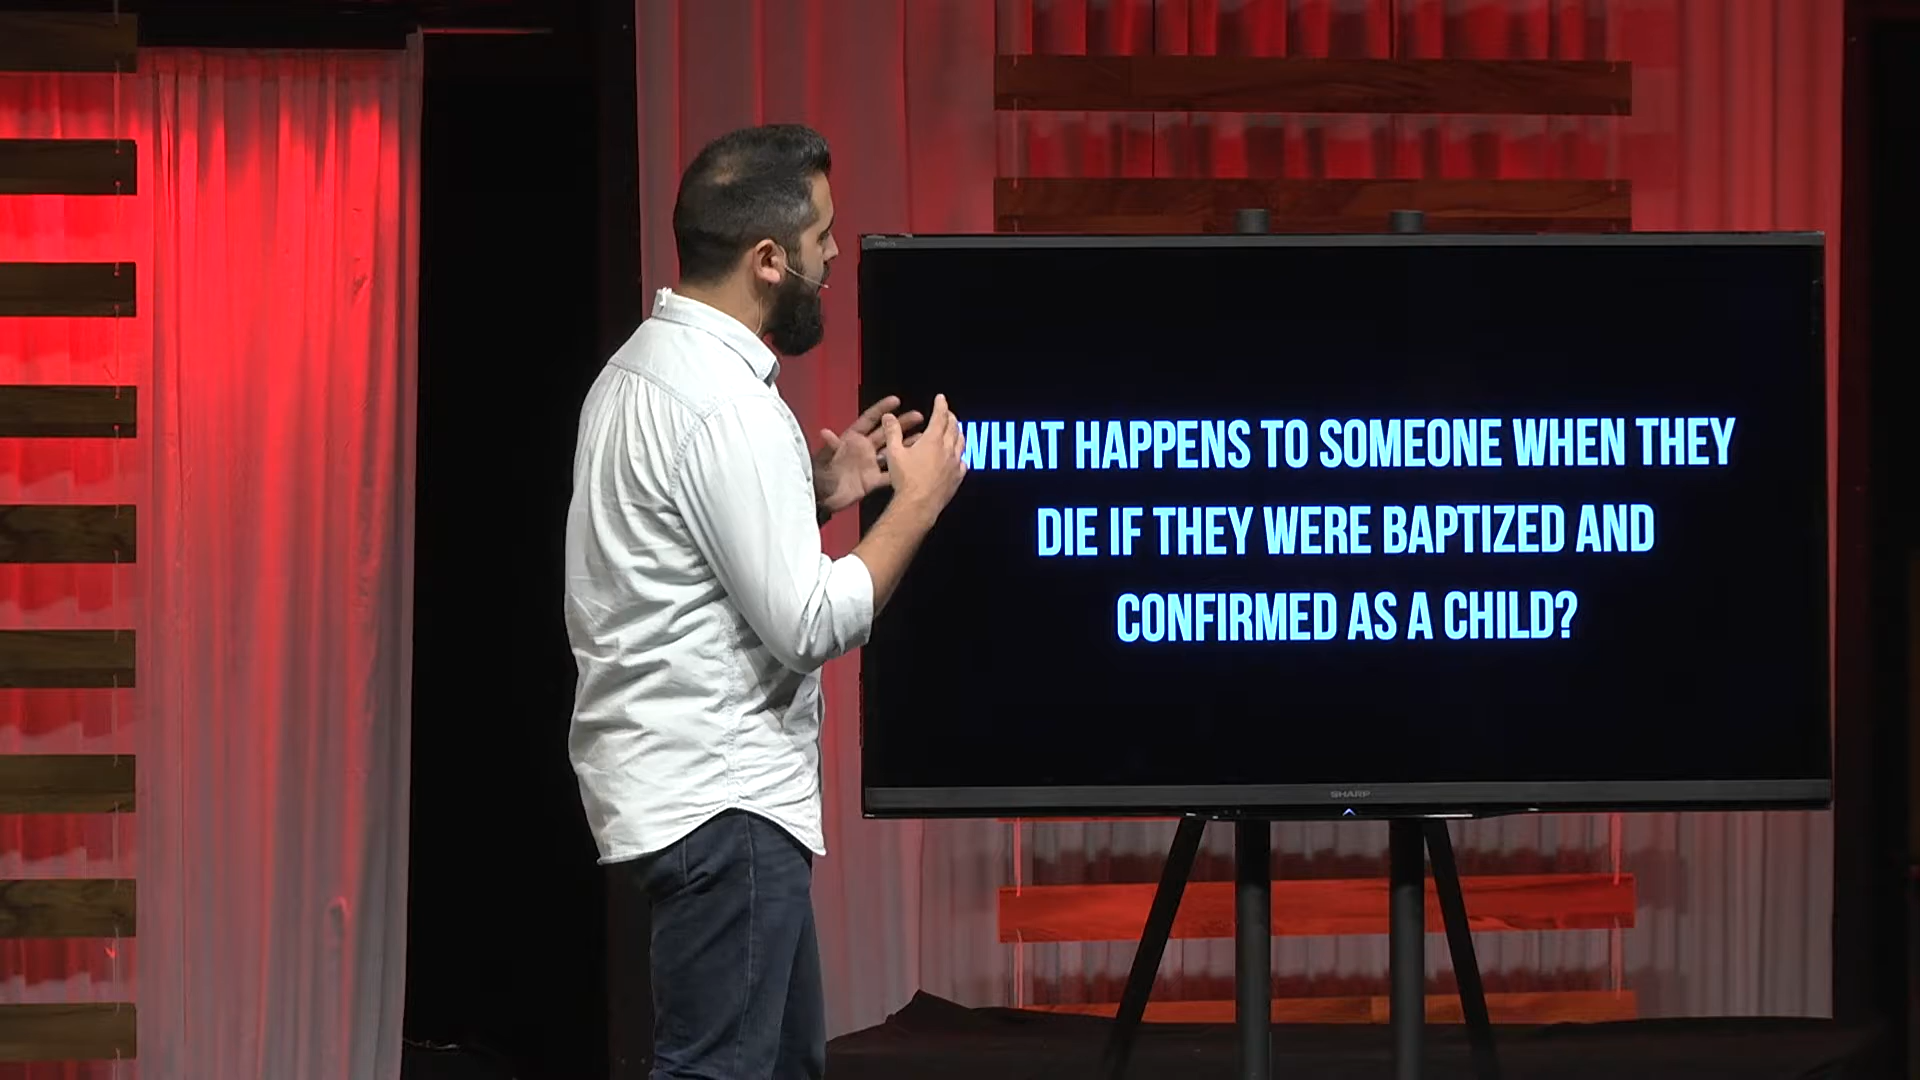 WHAT HAPPENS TO SOMEONE WHEN THEY
DIE IF THEY WERE BAPTIZED AND
CONFIRMED AS A CHILD?
SHARP